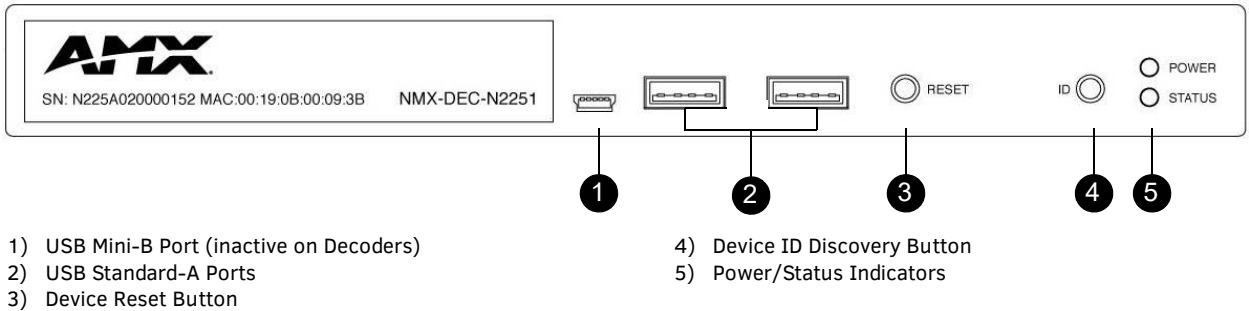 AMX
SN: N225A020000152 MAC:00:19:0B:00:09:3B NMX-DEC-N2251
RESET
ID
POWER
STATUS
1 2 3 4 5
1) USB Mini-B Port (inactive on Decoders)
2) USB Standard-A Ports
3) Device Reset Button
4) Device ID Discovery Button
5) Power/Status Indicators